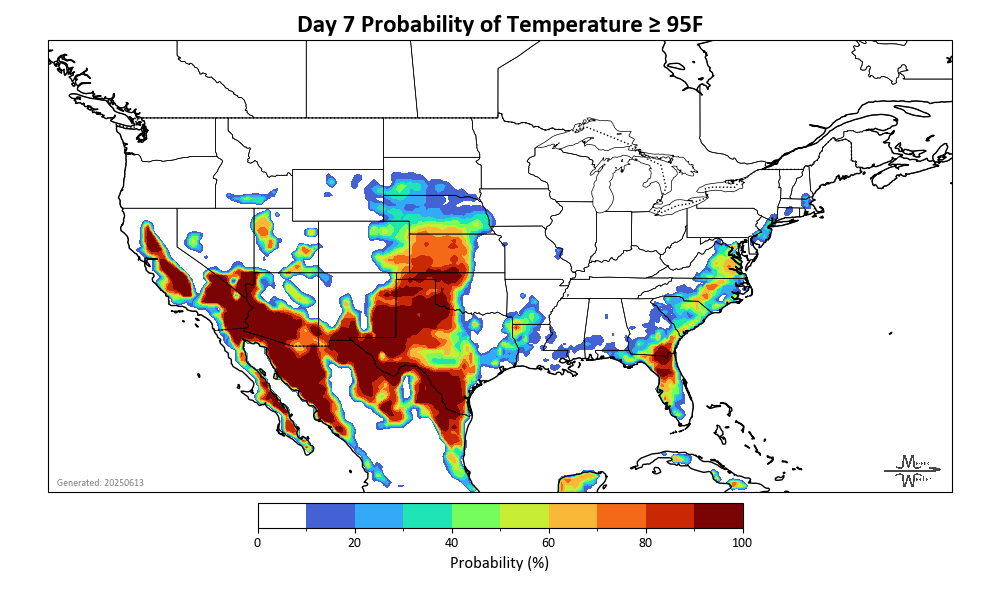 Day 7 Probability of Temperature ≥ 95F
Generated: 20250613
0 20 40 60 80 100
Probability (%)